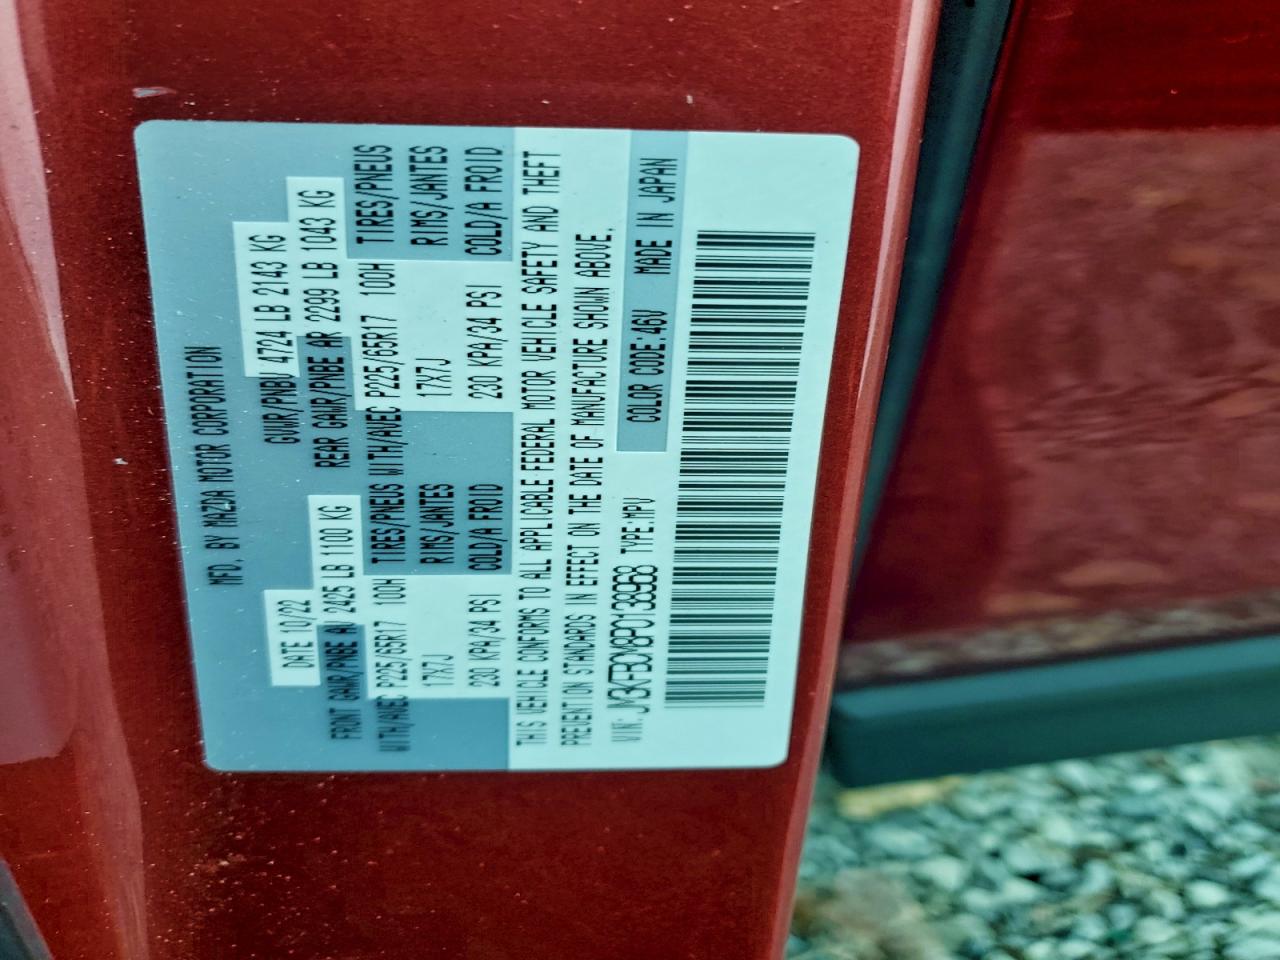 MFD. BY MAZDA MOTOR CORPORATION
DATE 10/22 GVWR/PNBV 4724 LB 2143 KG
FRONT GAWR/PNBE AV 2425 LB 1100 KG REAR GAWR/PNBE AR 2299 LB 1043 KG
TIRES/PNEUS TIRES/PNEUS
WITH/AVEC P225/65R17 100H WITH/AVEC P225/65R17 100H
RIMS/JANTES RIMS/JANTES
17X7J 17X7J
COLD/A FROID COLD/A FROID
230 KPA/34 PSI 230 KPA/34 PSI
THIS VEHICLE CONFORMS TO ALL APPLICABLE FEDERAL MOTOR VEHICLE SAFETY AND THEFT
PREVENTION STANDARDS IN EFFECT ON THE DATE OF MANUFACTURE SHOWN ABOVE.
VIN: TYPE:MPV COLOR CODE:46V MADE IN JAPAN